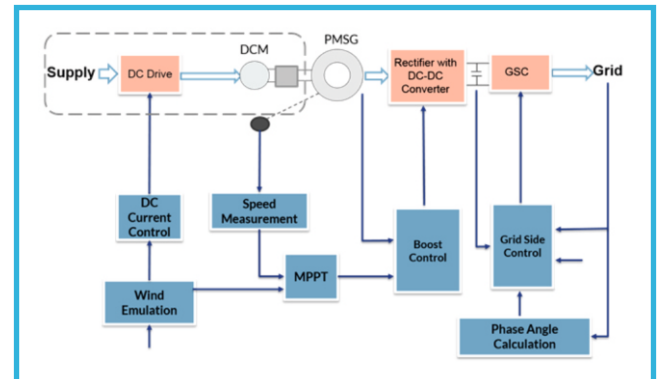 PMSG
DCM
Supply
DC Drive
Rectifier with
DC-DC
Converter
GSC
Grid
DC
Current
Control
Speed
Measurement
Boost
Control
Grid Side
Control
MPPT
Wind
Emulation
Phase Angle
Calculation